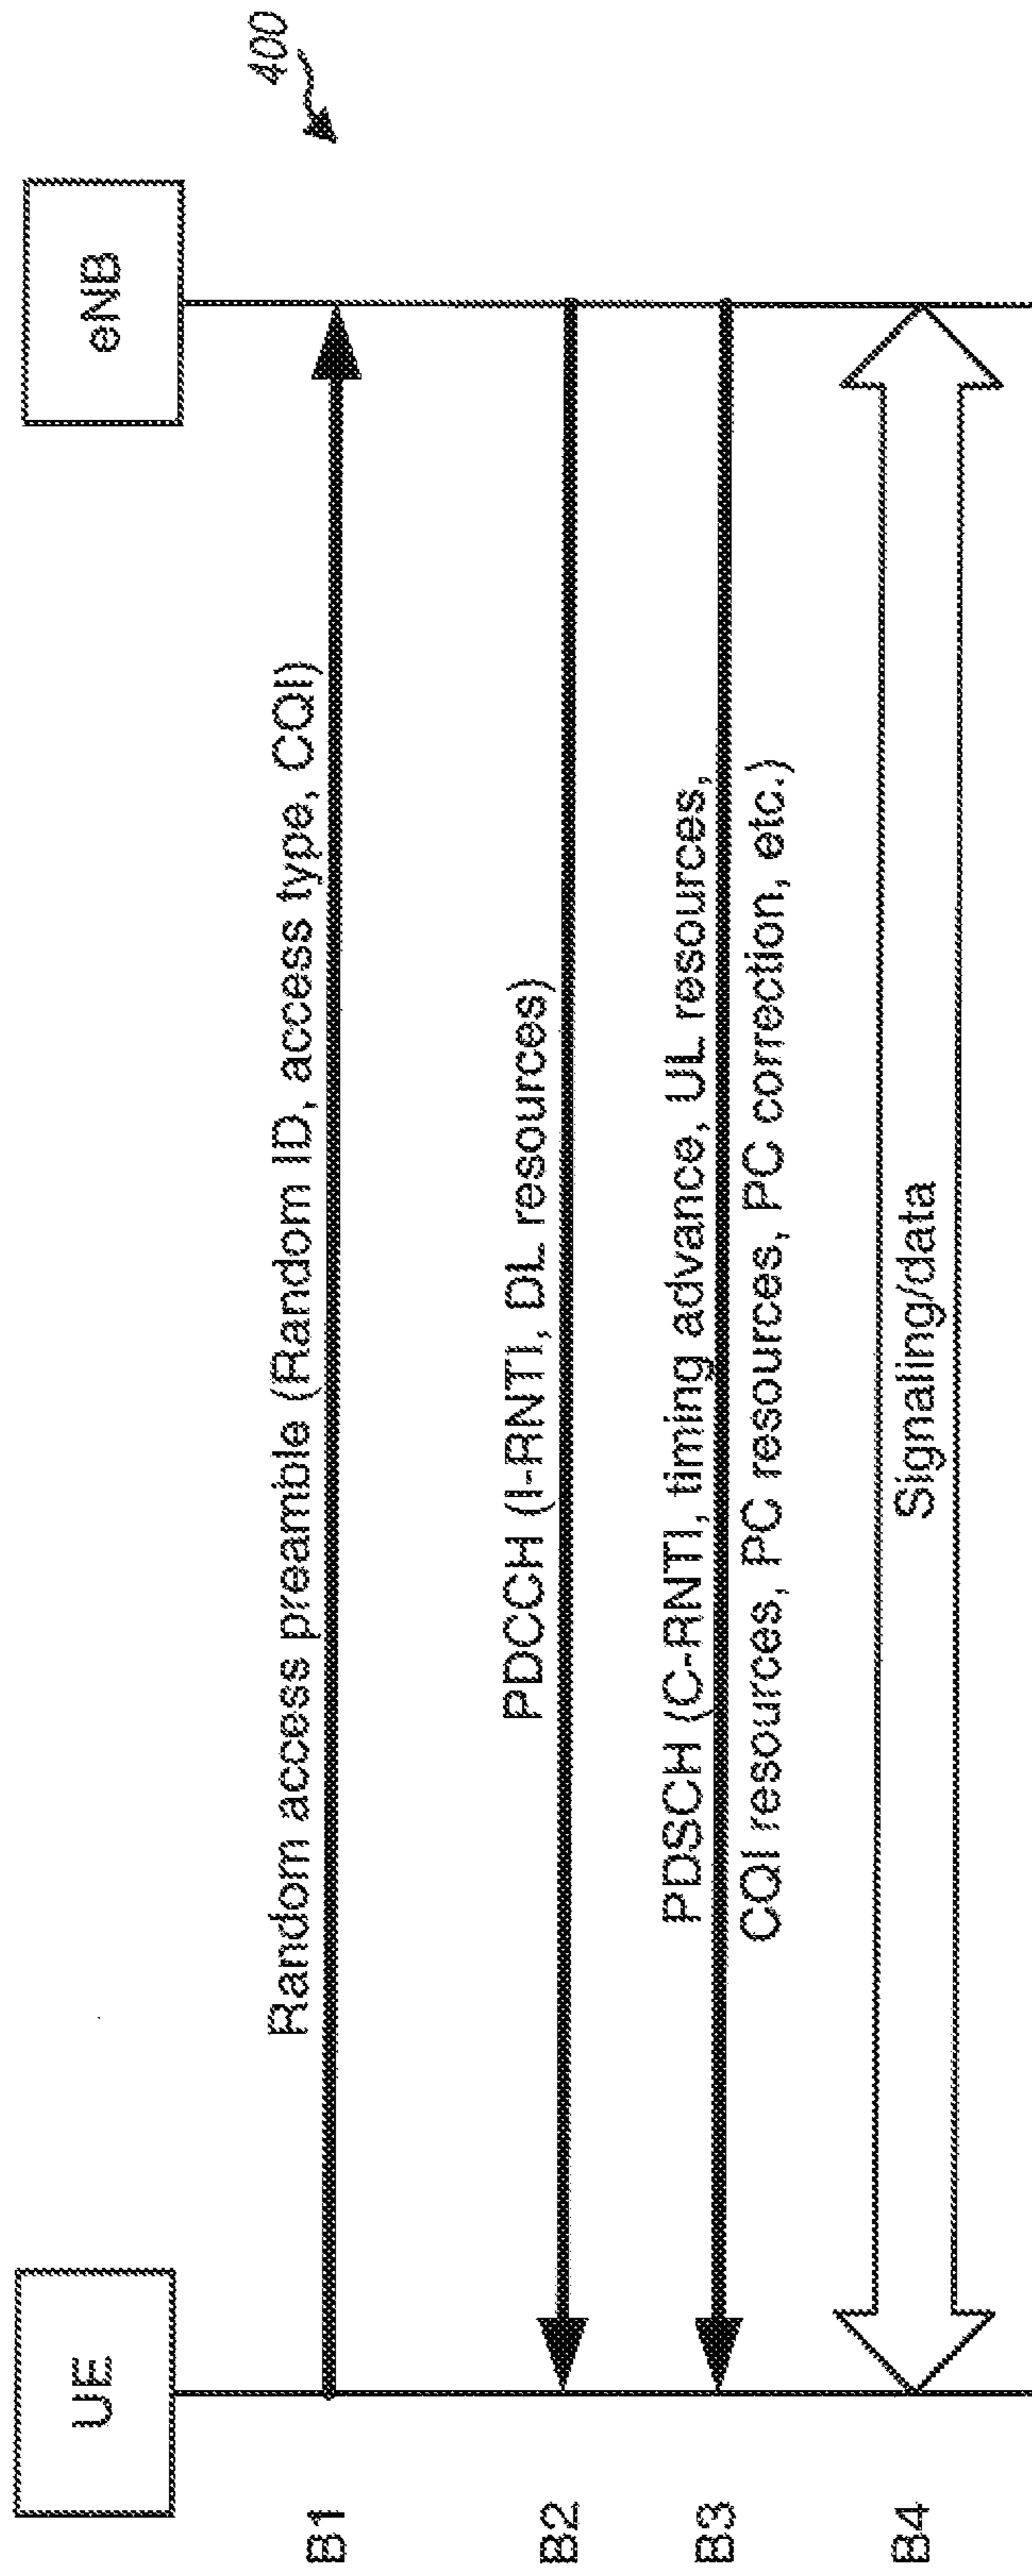 400
UE
eNB
B1
Random access preamble (Random ID, access type, CQI)
B2
PDCCH (I-RNTI, DL resources)
B3
PDSCH (C-RNTI, timing advance, UL resources,
CQI resources, PC resources, PC correction, etc.)
B4
Signaling/data